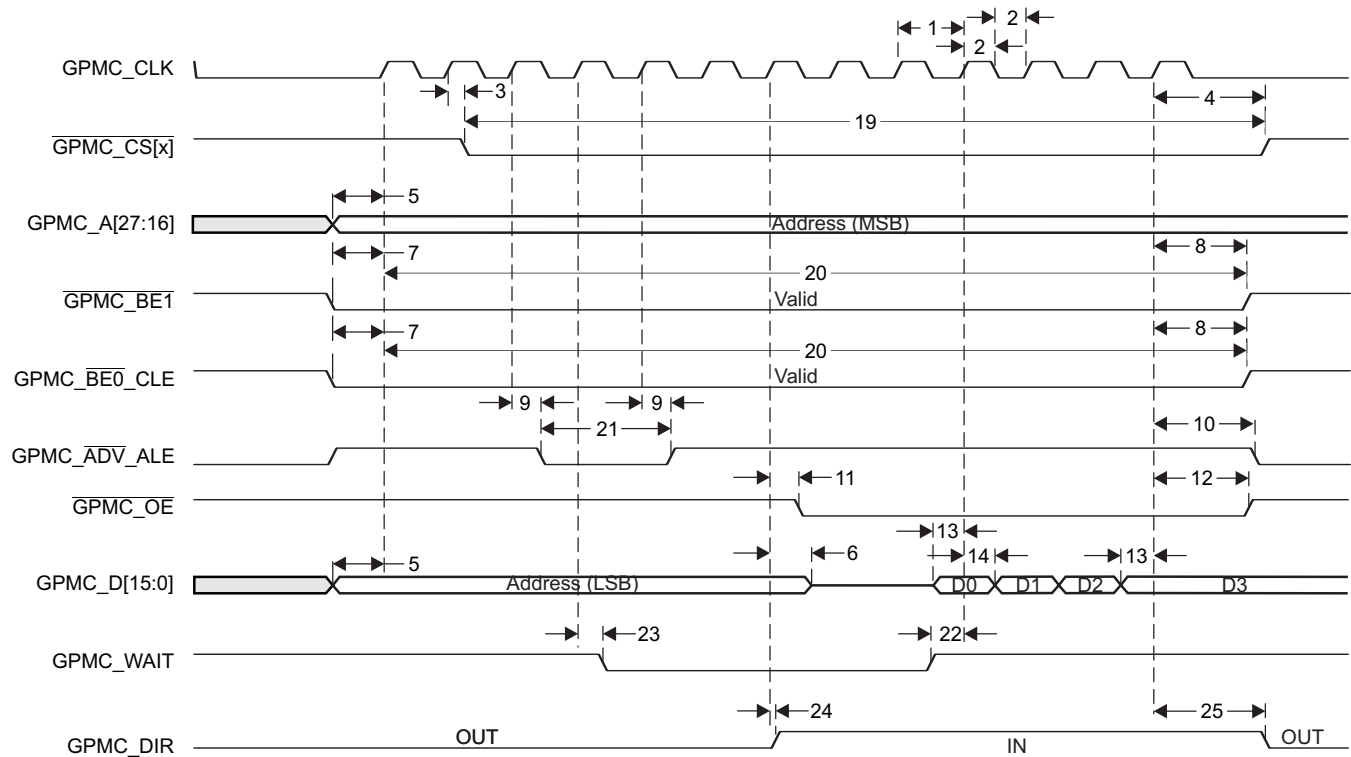 1
2
2
GPMC_CLK
3
4
19
GPMC_CS[x]
5
GPMC_A[27:16]
Address (MSB)
7
8
20
GPMC_BE1
Valid
7
8
20
GPMC_BE0_CLE
Valid
9
9
21
10
GPMC_ADV_ALE
11
12
GPMC_OE
13
5
6
14
13
GPMC_D[15:0]
Address (LSB)
D0
D1
D2
D3
23
22
GPMC_WAIT
24
25
GPMC_DIR
OUT
IN
OUT